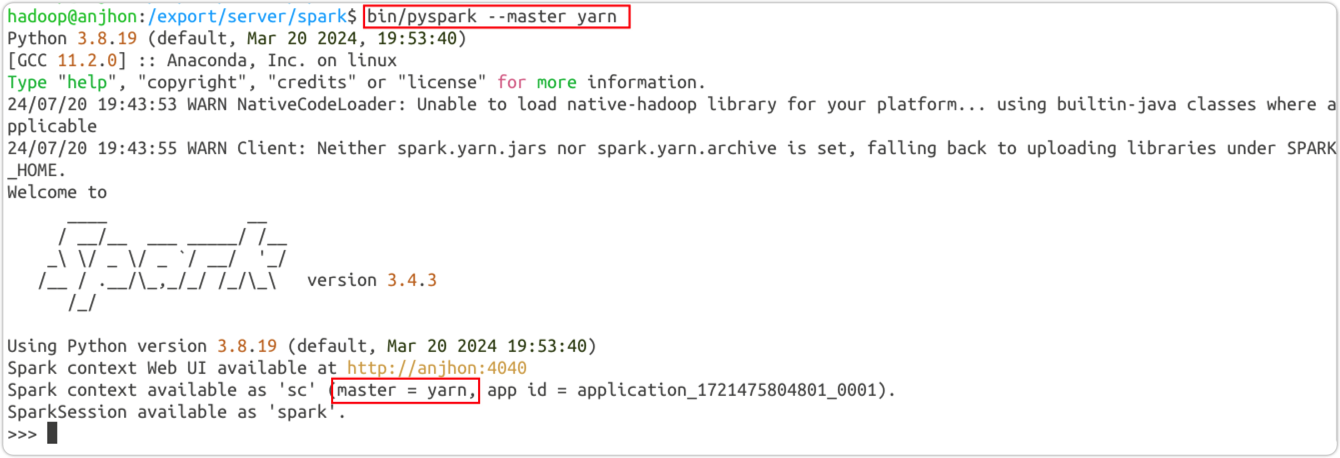 hadoop@anjhon:/export/server/spark$ bin/pyspark --master yarn
Python 3.8.19 (default, Mar 20 2024, 19:53:40)
[GCC 11.2.0] :: Anaconda, Inc. on linux
Type "help", "copyright", "credits" or "license" for more information.
24/07/20 19:43:53 WARN NativeCodeLoader: Unable to load native-hadoop library for your platform... using builtin-java classes where a
pplicable
24/07/20 19:43:55 WARN Client: Neither spark.yarn.jars nor spark.yarn.archive is set, falling back to uploading libraries under SPARK
_HOME.
Welcome to
      ____              __
     / __/__  ___ _____/ /__
    _\ \/ _ \/ _ `/ __/  '_/
   /__ / .__/\_,_/_/ /_/\_\   version 3.4.3
      /_/
Using Python version 3.8.19 (default, Mar 20 2024 19:53:40)
Spark context Web UI available at http://anjhon:4040
Spark context available as 'sc' (master = yarn, app id = application_1721475804801_0001).
SparkSession available as 'spark'.
>>>